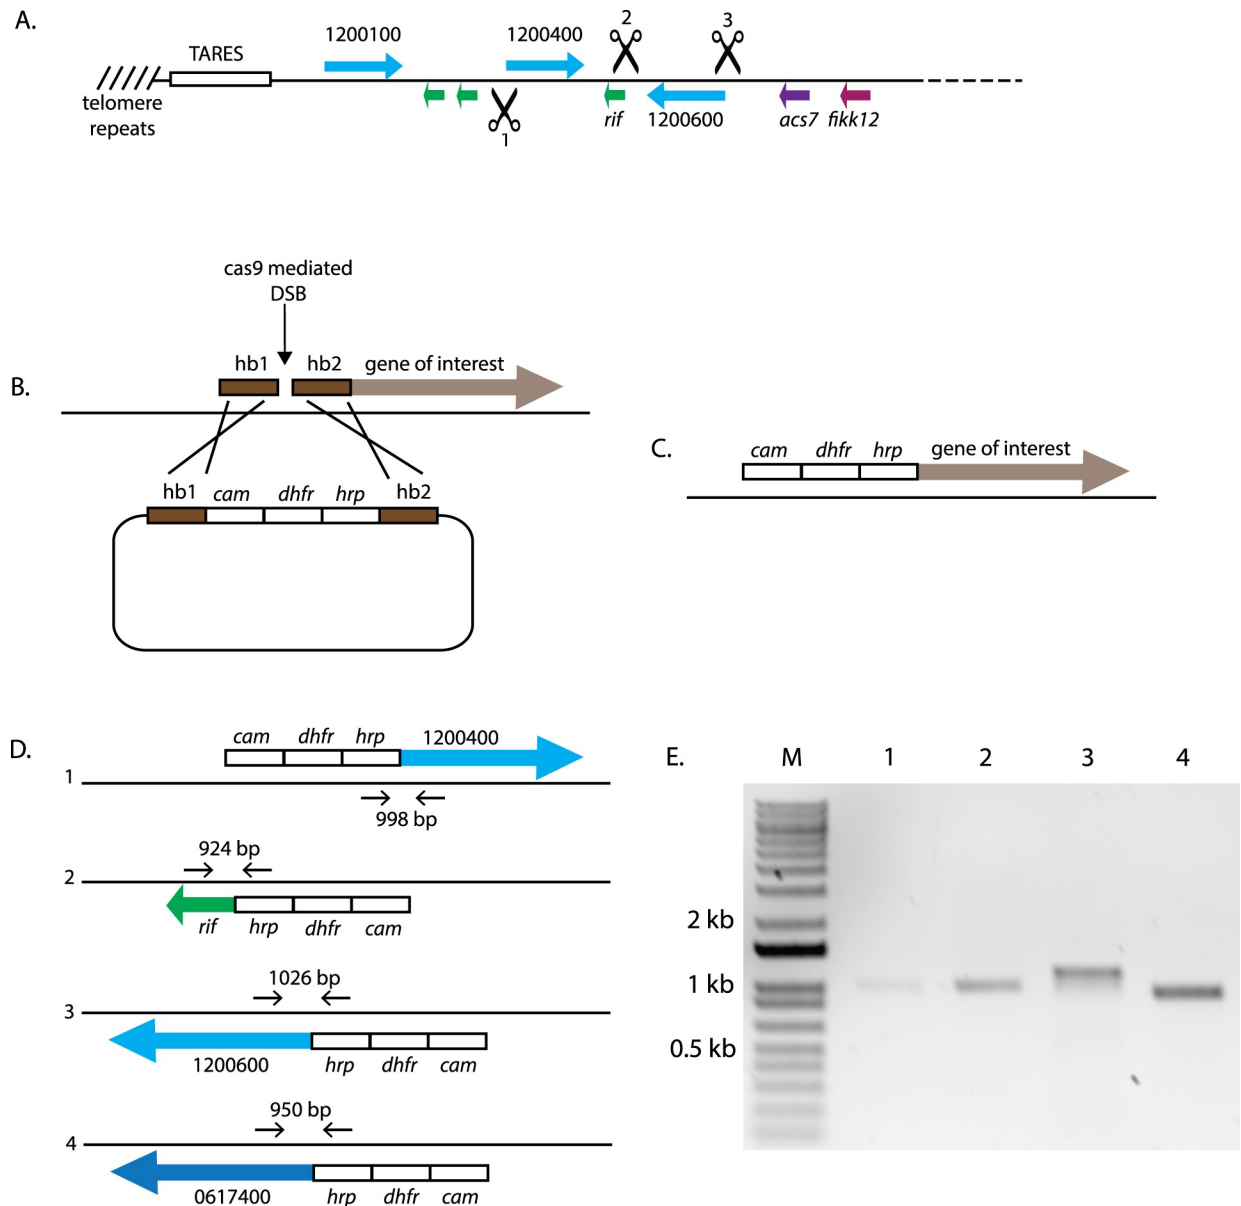 A.
1200100
1200400
2
3
TARES
telomere
repeats
1
rif
1200600
acs7
fikk12
cas9 mediated
DSB
B.
hb1
hb2
gene of interest
hb1
cam
dhfr
hrp
hb2
C.
cam
dhfr
hrp
gene of interest
D.
cam
dhfr
hrp
1200400
1
998 bp
924 bp
2
rif
hrp
dhfr
cam
1026 bp
3
1200600
hrp
dhfr
cam
950 bp
4
0617400
hrp
dhfr
cam
E.
M
1
2
3
4
2 kb
1 kb
0.5 kb